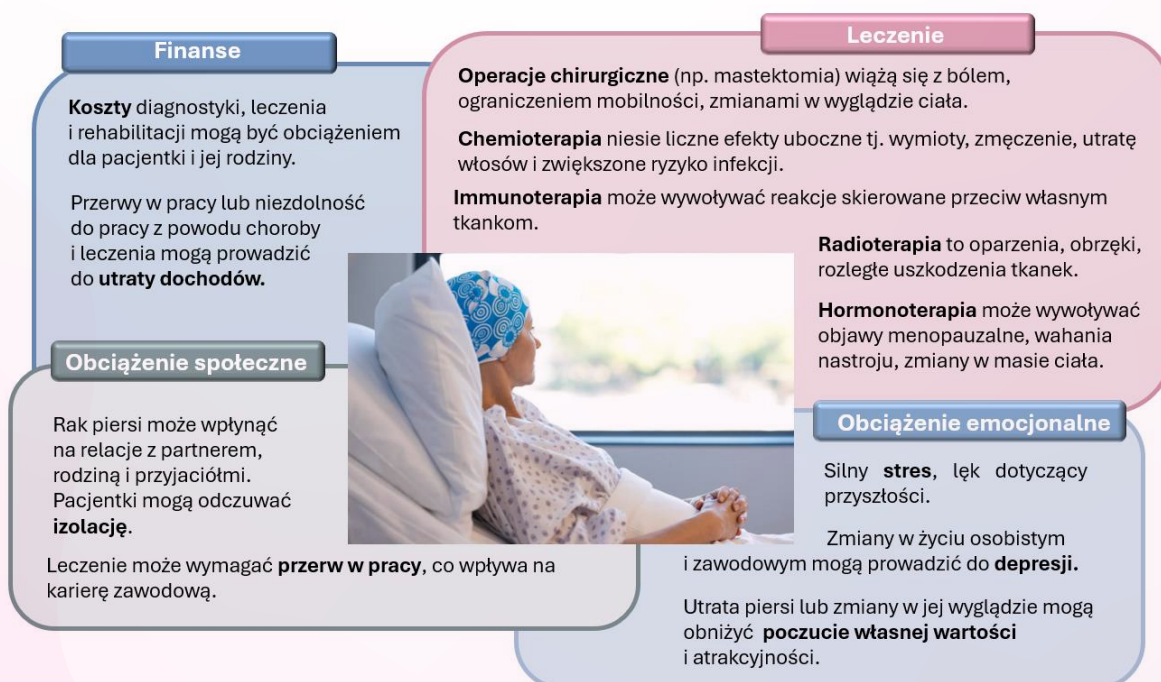 Finanse
Koszty diagnostyki, leczenia
i rehabilitacji mogą być obciążeniem
dla pacjentki i jej rodziny.
Przerwy w pracy lub niezdolność
do pracy z powodu choroby
i leczenia mogą prowadzić
do utraty dochodów.
Leczenie
Operacje chirurgiczne (np. mastektomia) wiążą się z bólem,
ograniczeniem mobilności, zmianami w wyglądzie ciała.
Chemioterapia niesie liczne efekty uboczne tj. wymioty, zmęczenie, utratę
włosów i zwiększone ryzyko infekcji.
Immunoterapia może wywoływać reakcje skierowane przeciw własnym
tkankom.
Radioterapia to oparzenia, obrzęki,
rozległe uszkodzenia tkanek.
Hormonoterapia może wywoływać
objawy menopauzalne, wahania
nastroju, zmiany w masie ciała.
Obciążenie społeczne
Rak piersi może wpłynąć
na relacje z partnerem,
rodziną i przyjaciółmi.
Pacjentki mogą odczuwać
izolację.
Leczenie może wymagać przerw w pracy, co wpływa na
karierę zawodową.
Obciążenie emocjonalne
Silny stres, lęk dotyczący
przyszłości.
Zmiany w życiu osobistym
i zawodowym mogą prowadzić do depresji.
Utrata piersi lub zmiany w jej wyglądzie mogą
obniżyć poczucie własnej wartości
i atrakcyjności.